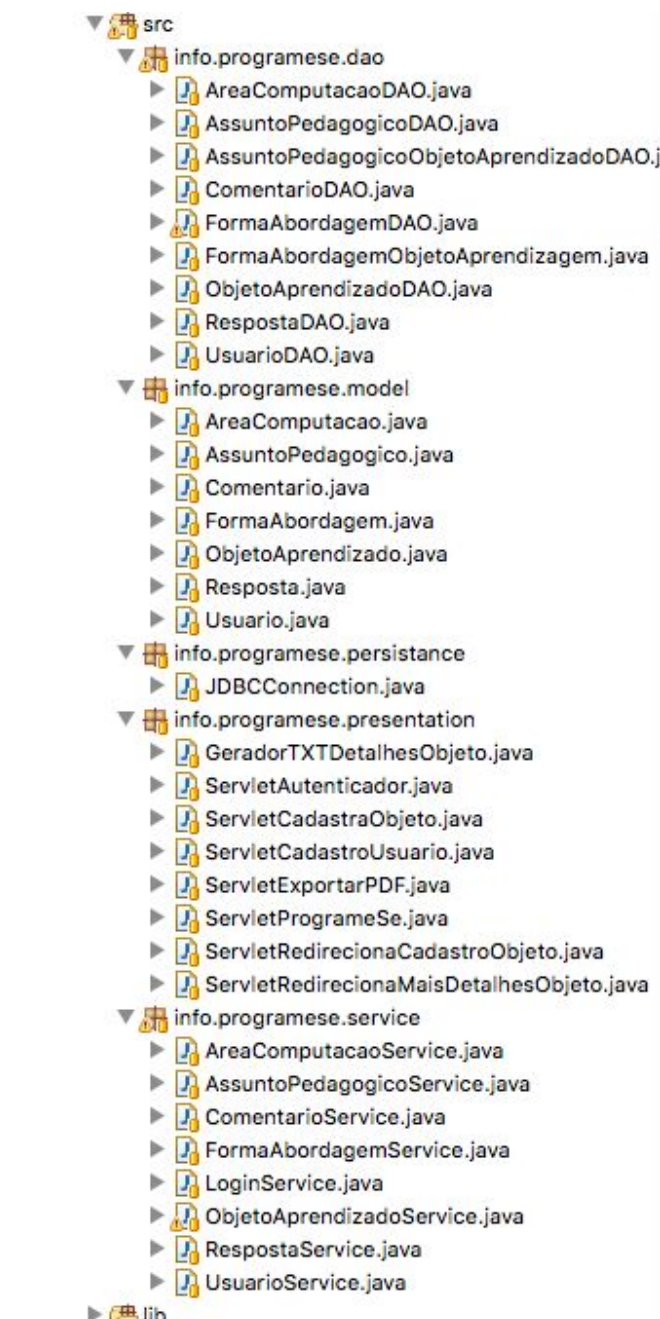 src
info.programese.dao
AreaComputacaoDAO.java
AssuntoPedagogicoDAO.java
AssuntoPedagogicoObjetoAprendizadoDAO.j
ComentarioDAO.java
FormaAbordagemDAO.java
FormaAbordagemObjetoAprendizagem.java
ObjetoAprendizadoDAO.java
RespostaDAO.java
UsuarioDAO.java
info.programese.model
AreaComputacao.java
AssuntoPedagogico.java
Comentario.java
FormaAbordagem.java
ObjetoAprendizado.java
Resposta.java
Usuario.java
info.programese.persistance
JDBCConnection.java
info.programese.presentation
GeradorTXTDetalhesObjeto.java
ServletAutenticador.java
ServletCadastraObjeto.java
ServletCadastroUsuario.java
ServletExportarPDF.java
ServletProgrameSe.java
ServletRedirecionaCadastroObjeto.java
ServletRedirecionaMaisDetalhesObjeto.java
info.programese.service
AreaComputacaoService.java
AssuntoPedagogicoService.java
ComentarioService.java
FormaAbordagemService.java
LoginService.java
ObjetoAprendizadoService.java
RespostaService.java
UsuarioService.java
lib